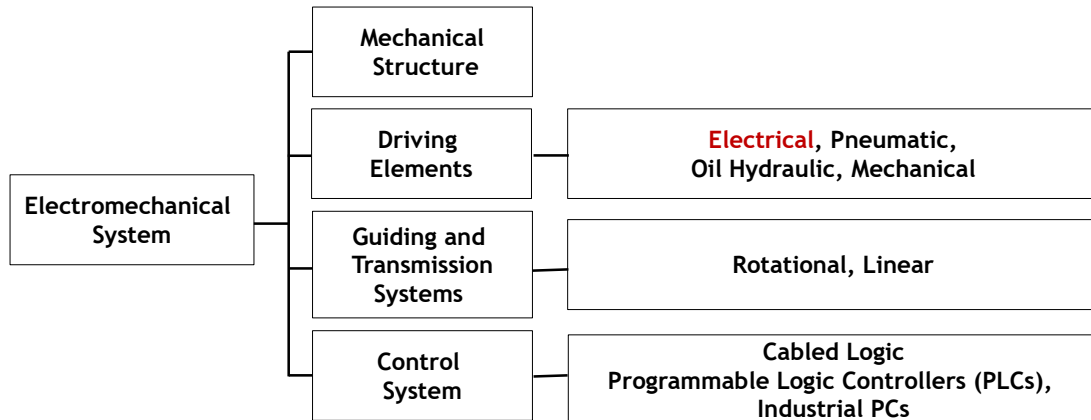 Mechanical
Structure
Driving
Elements
Electrical, Pneumatic,
Oil Hydraulic, Mechanical
Electromechanical
System
Guiding and
Transmission
Systems
Rotational, Linear
Control
System
Cabled Logic
Programmable Logic Controllers (PLCs),
Industrial PCs